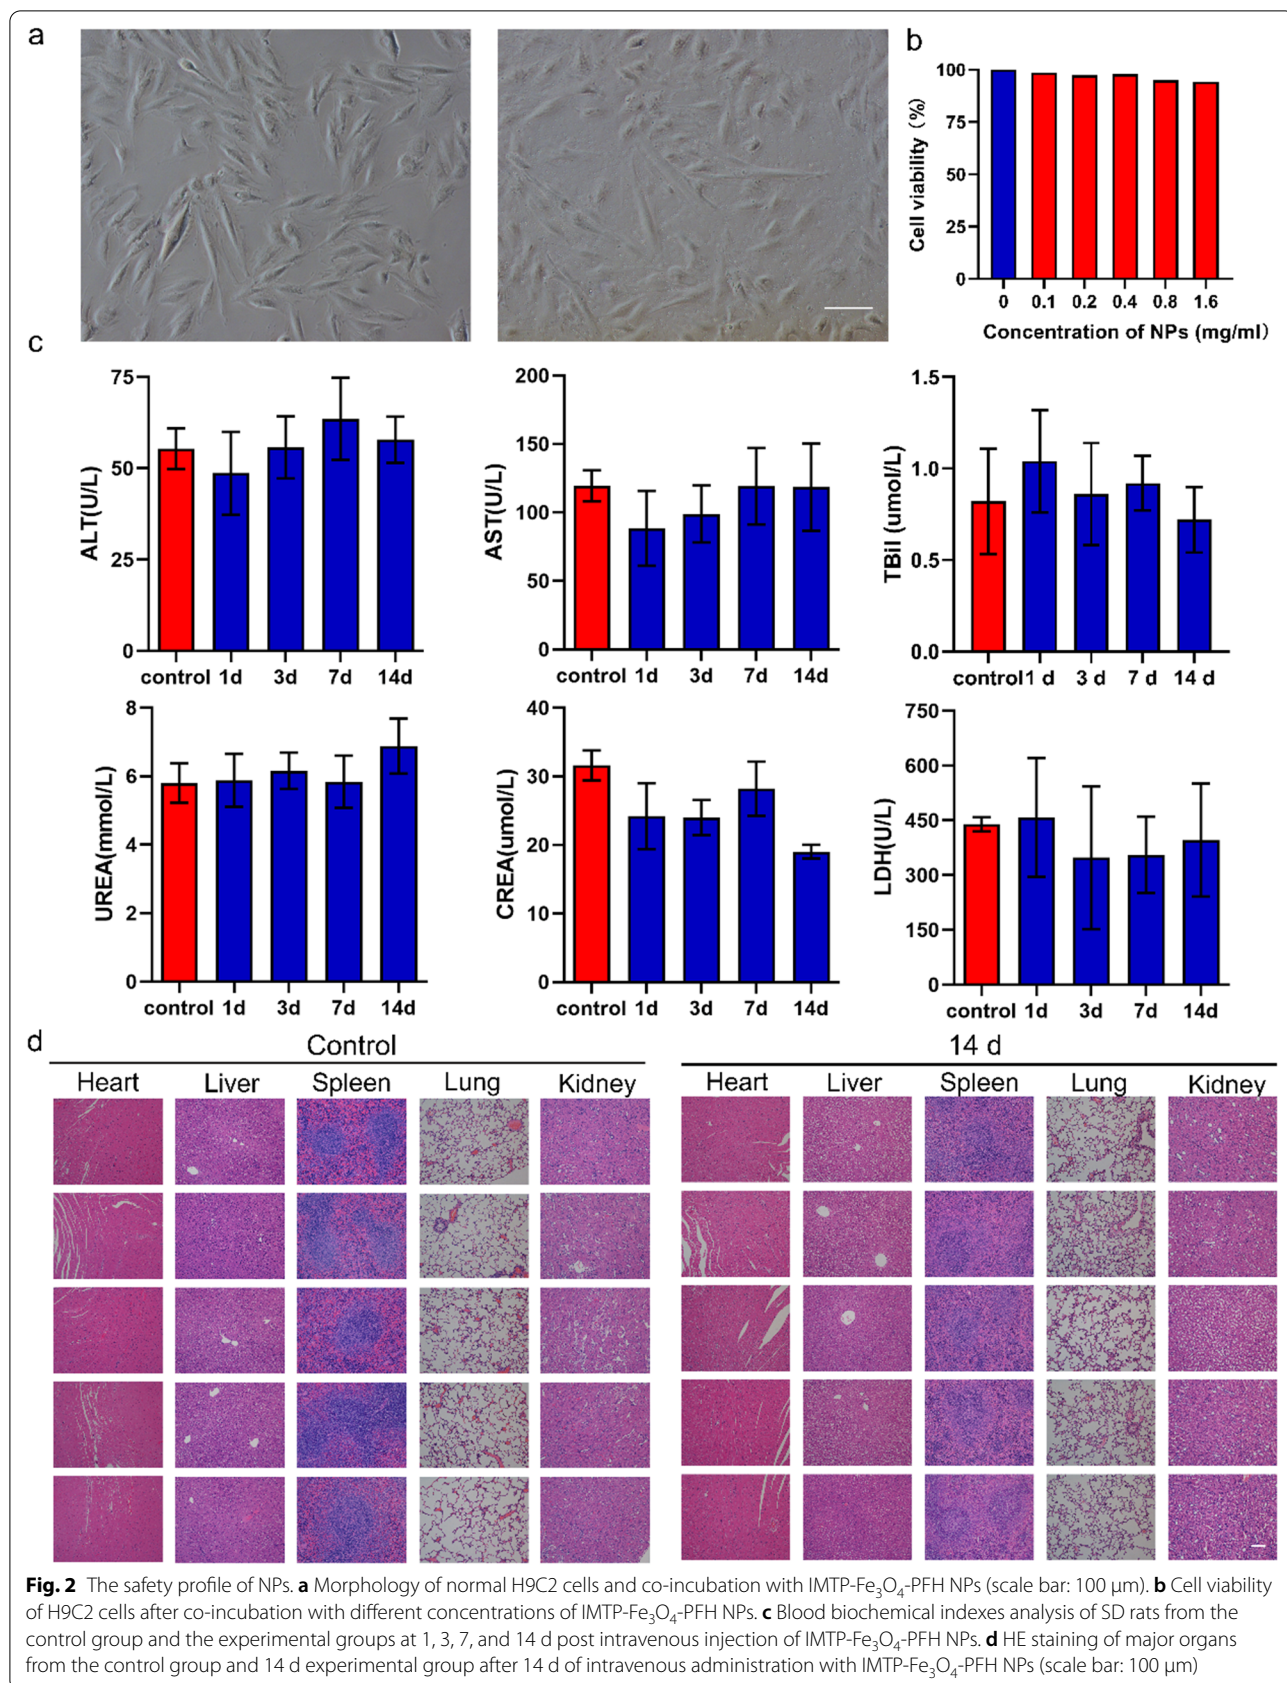 a
b
100
75
50
25
0
Cell viability (%)
0 0.1 0.2 0.4 0.8 1.6
Concentration of NPs (mg/ml)
c
75
50
25
0
ALT(U/L)
control 1d 3d 7d 14d
200
150
100
50
0
AST(U/L)
control 1d 3d 7d 14d
1.5
1.0
0.5
0.0
TBil (umol/L)
control 1 d 3 d 7 d 14 d
8
6
4
2
0
UREA(mmol/L)
control 1d 3d 7d 14d
40
30
20
10
0
CREA(umol/L)
control 1d 3d 7d 14d
750
600
450
300
150
0
LDH(U/L)
control 1d 3d 7d 14d
d
Control
Heart Liver Spleen Lung Kidney
14 d
Heart Liver Spleen Lung Kidney
Fig. 2 The safety profile of NPs. a Morphology of normal H9C2 cells and co-incubation with IMTP-Fe₃O₄-PFH NPs (scale bar: 100 μm). b Cell viability
of H9C2 cells after co-incubation with different concentrations of IMTP-Fe₃O₄-PFH NPs. c Blood biochemical indexes analysis of SD rats from the
control group and the experimental groups at 1, 3, 7, and 14 d post intravenous injection of IMTP-Fe₃O₄-PFH NPs. d HE staining of major organs
from the control group and 14 d experimental group after 14 d of intravenous administration with IMTP-Fe₃O₄-PFH NPs (scale bar: 100 μm)